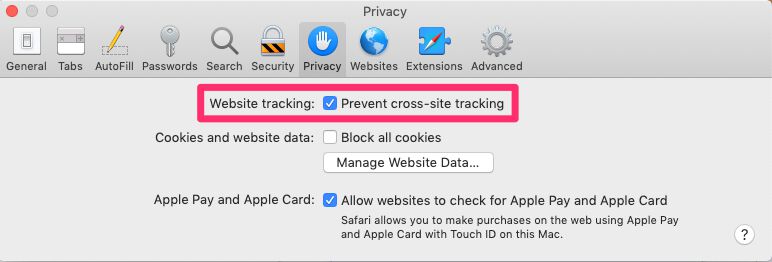 Privacy
General Tabs AutoFill Passwords Search Security Privacy Websites Extensions Advanced
Website tracking: Prevent cross-site tracking
Cookies and website data: Block all cookies
Manage Website Data...
Apple Pay and Apple Card: Allow websites to check for Apple Pay and Apple Card
Safari allows you to make purchases on the web using Apple Pay
and Apple Card with Touch ID on this Mac.
?